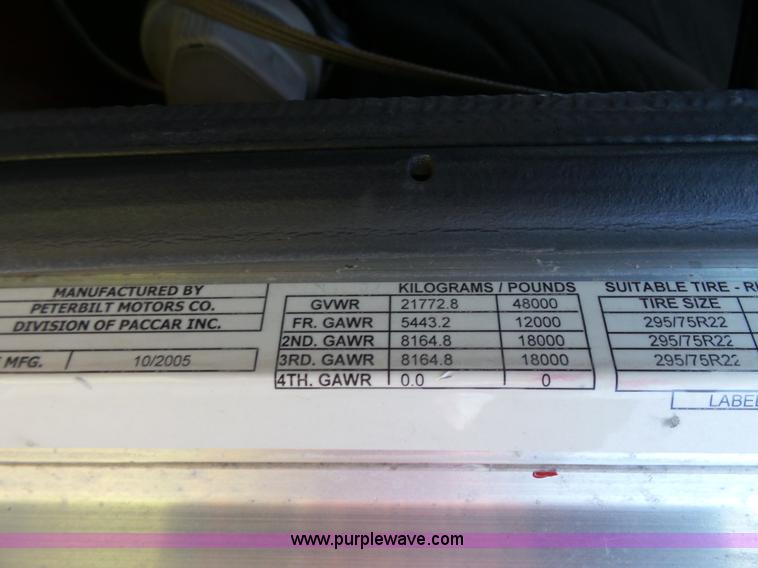 MANUFACTURED BY
PETERBILT MOTORS CO.
DIVISION OF PACCAR INC.
MFG. 10/2005
KILOGRAMS / POUNDS
GVWR 21772.8 48000
FR. GAWR 5443.2 12000
2ND. GAWR 8164.8 18000
3RD. GAWR 8164.8 18000
4TH. GAWR 0.0 0
SUITABLE TIRE -
TIRE SIZE
295/75R22
295/75R22
295/75R22
LABEL
www.purplewave.com